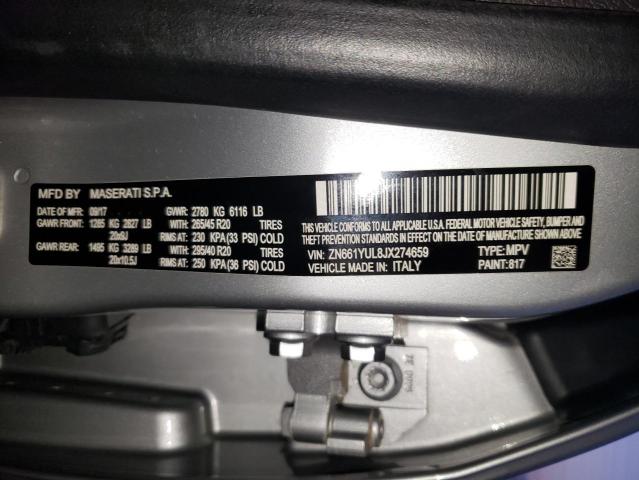 MFD BY MASERATI S.P.A.
DATE OF MFR: 09/17 GVWR: 2780 KG 6116 LB
GAWR FRONT: 1285 KG 2827 LB WITH: 265/45 R20 TIRES
20x9J RIMS AT: 230 KPA (33 PSI) COLD
GAWR REAR: 1495 KG 3289 LB WITH: 295/40 R20 TIRES
20x10.5J RIMS AT: 250 KPA (36 PSI) COLD
THIS VEHICLE CONFORMS TO ALL APPLICABLE U.S.A. FEDERAL MOTOR VEHICLE SAFETY, BUMPER AND
THEFT PREVENTION STANDARDS IN EFFECT ON THE DATE OF MANUFACTURE SHOWN ABOVE
VIN: ZN661YUL8JX274659 TYPE: MPV
VEHICLE MADE IN: ITALY PAINT: 817